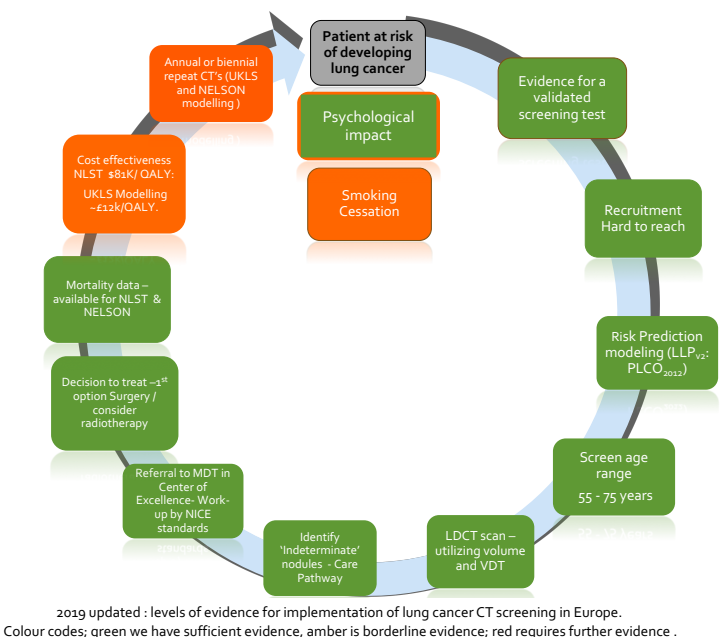 Patient at risk
of developing
lung cancer
Psychological
impact
Smoking
Cessation
Evidence for a
validated
screening test
Recruitment
Hard to reach
Risk Prediction
modeling (LLPv2:
PLCO2012)
Screen age
range
55 - 75 years
LDCT scan –
utilizing volume
and VDT
Identify
‘Indeterminate’
nodules - Care
Pathway
Referral to MDT in
Center of
Excellence- Work-
up by NICE
standards
Decision to treat –1st
option Surgery /
consider
radiotherapy
Mortality data –
available for NLST &
NELSON
Cost effectiveness
NLST $81K/ QALY:
UKLS Modelling
~£12k/QALY.
Annual or biennial
repeat CT's (UKLS
and NELSON
modelling )
2019 updated : levels of evidence for implementation of lung cancer CT screening in Europe.
Colour codes; green we have sufficient evidence, amber is borderline evidence; red requires further evidence .